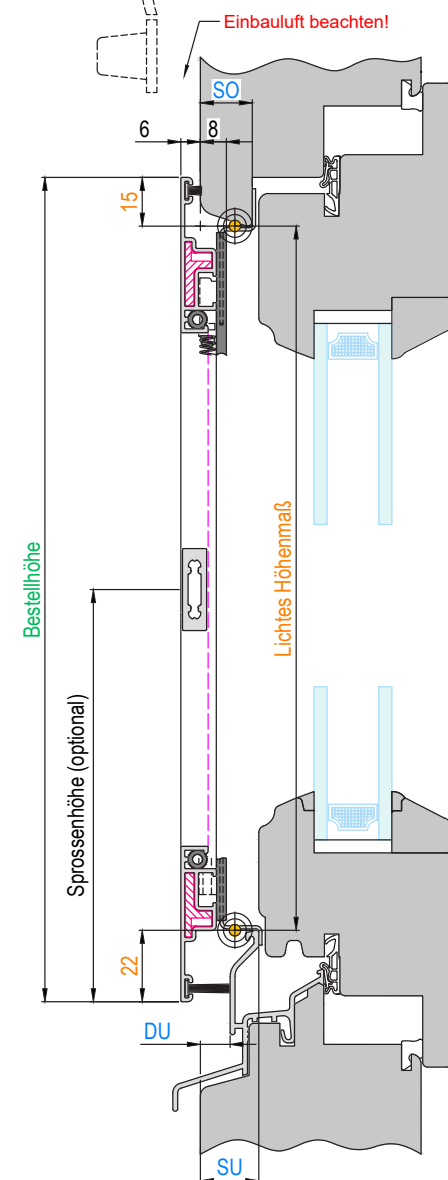 Einbauluft beachten!
SO
6
8
15
Bestellhöhe
Lichtes Höhenmaß
Sprossenhöhe (optional)
22
DU
SU